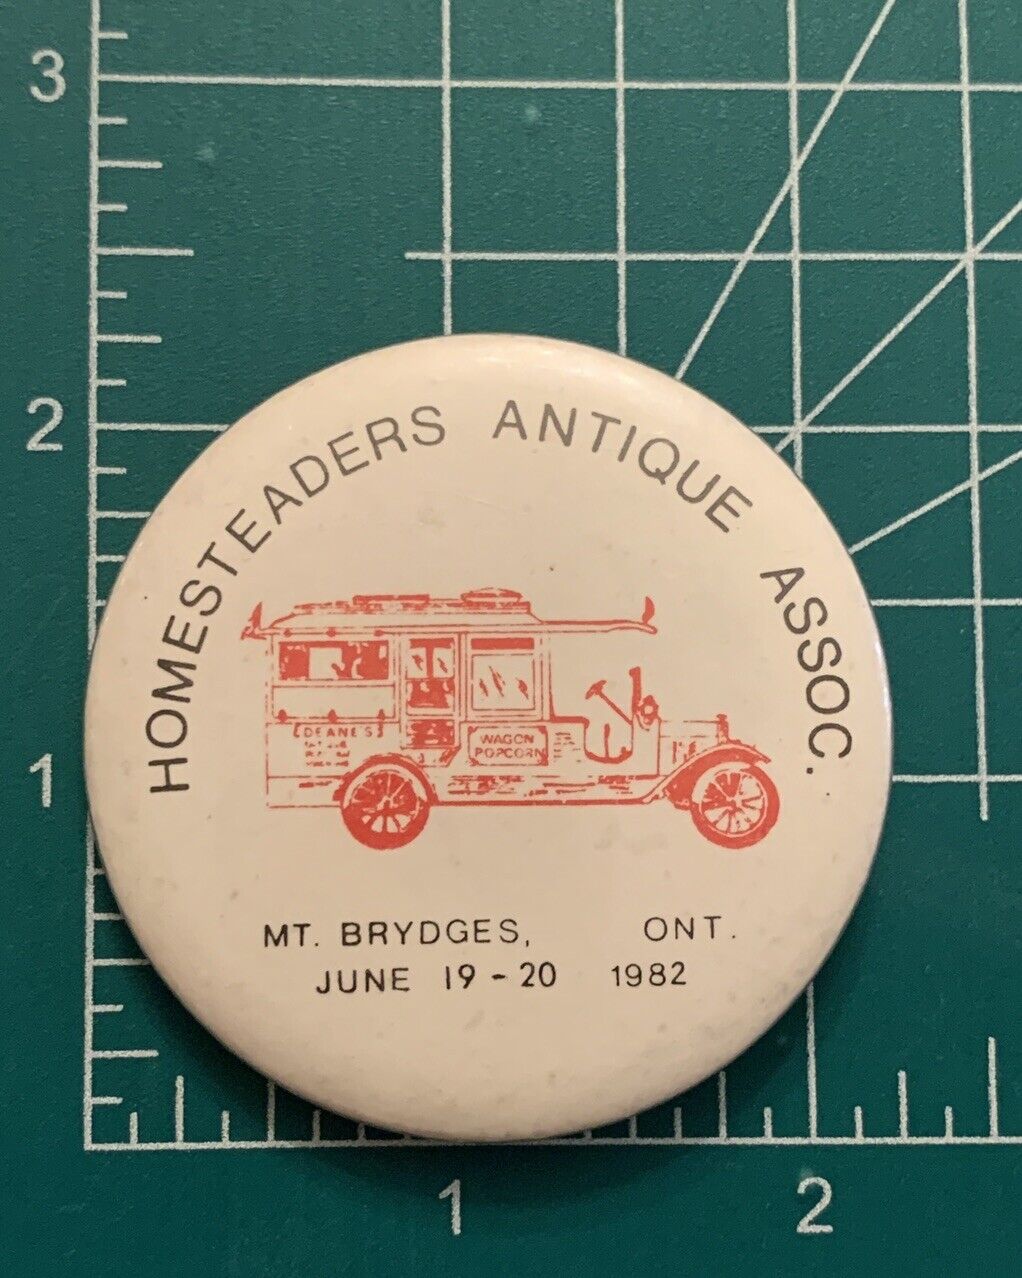 3
2
1
HOMESTEADERS ANTIQUE ASSOC.
DEANE'S
WAGON
POPCORN
MT. BRYDGES, ONT.
JUNE 19-20 1982
1
2